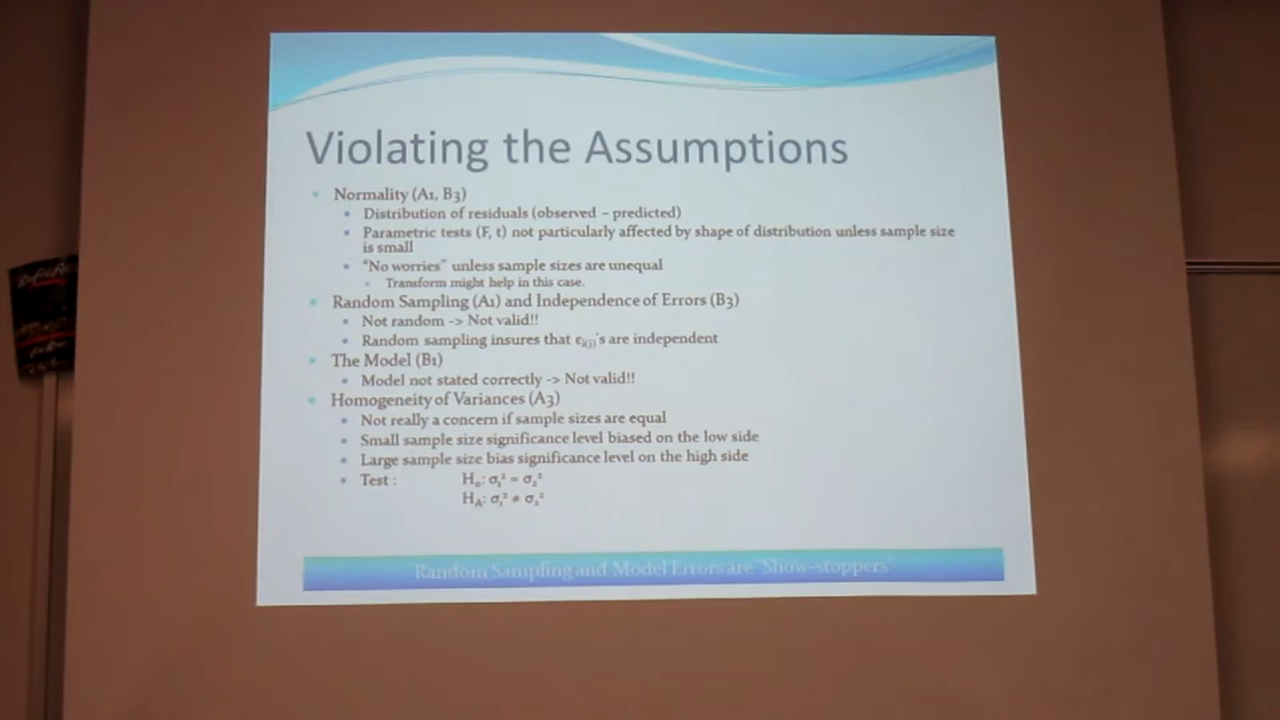 Violating the Assumptions
Normality (A1, B3)
Distribution of residuals (observed – predicted)
Parametric tests (F, t) not particularly affected by shape of distribution unless sample size
is small
"No worries" unless sample sizes are unequal
Transform might help in this case.
Random Sampling (A1) and Independence of Errors (B3)
Not random -> Not valid!!
Random sampling insures that εi(j)'s are independent
The Model (B1)
Model not stated correctly -> Not valid!!
Homogeneity of Variances (A3)
Not really a concern if sample sizes are equal
Small sample size significance level biased on the low side
Large sample size bias significance level on the high side
Test : H₀: σ₁² = σ₂²
H_A: σ₁² ≠ σ₂²
Random Sampling and Model Errors are "Show-stoppers"